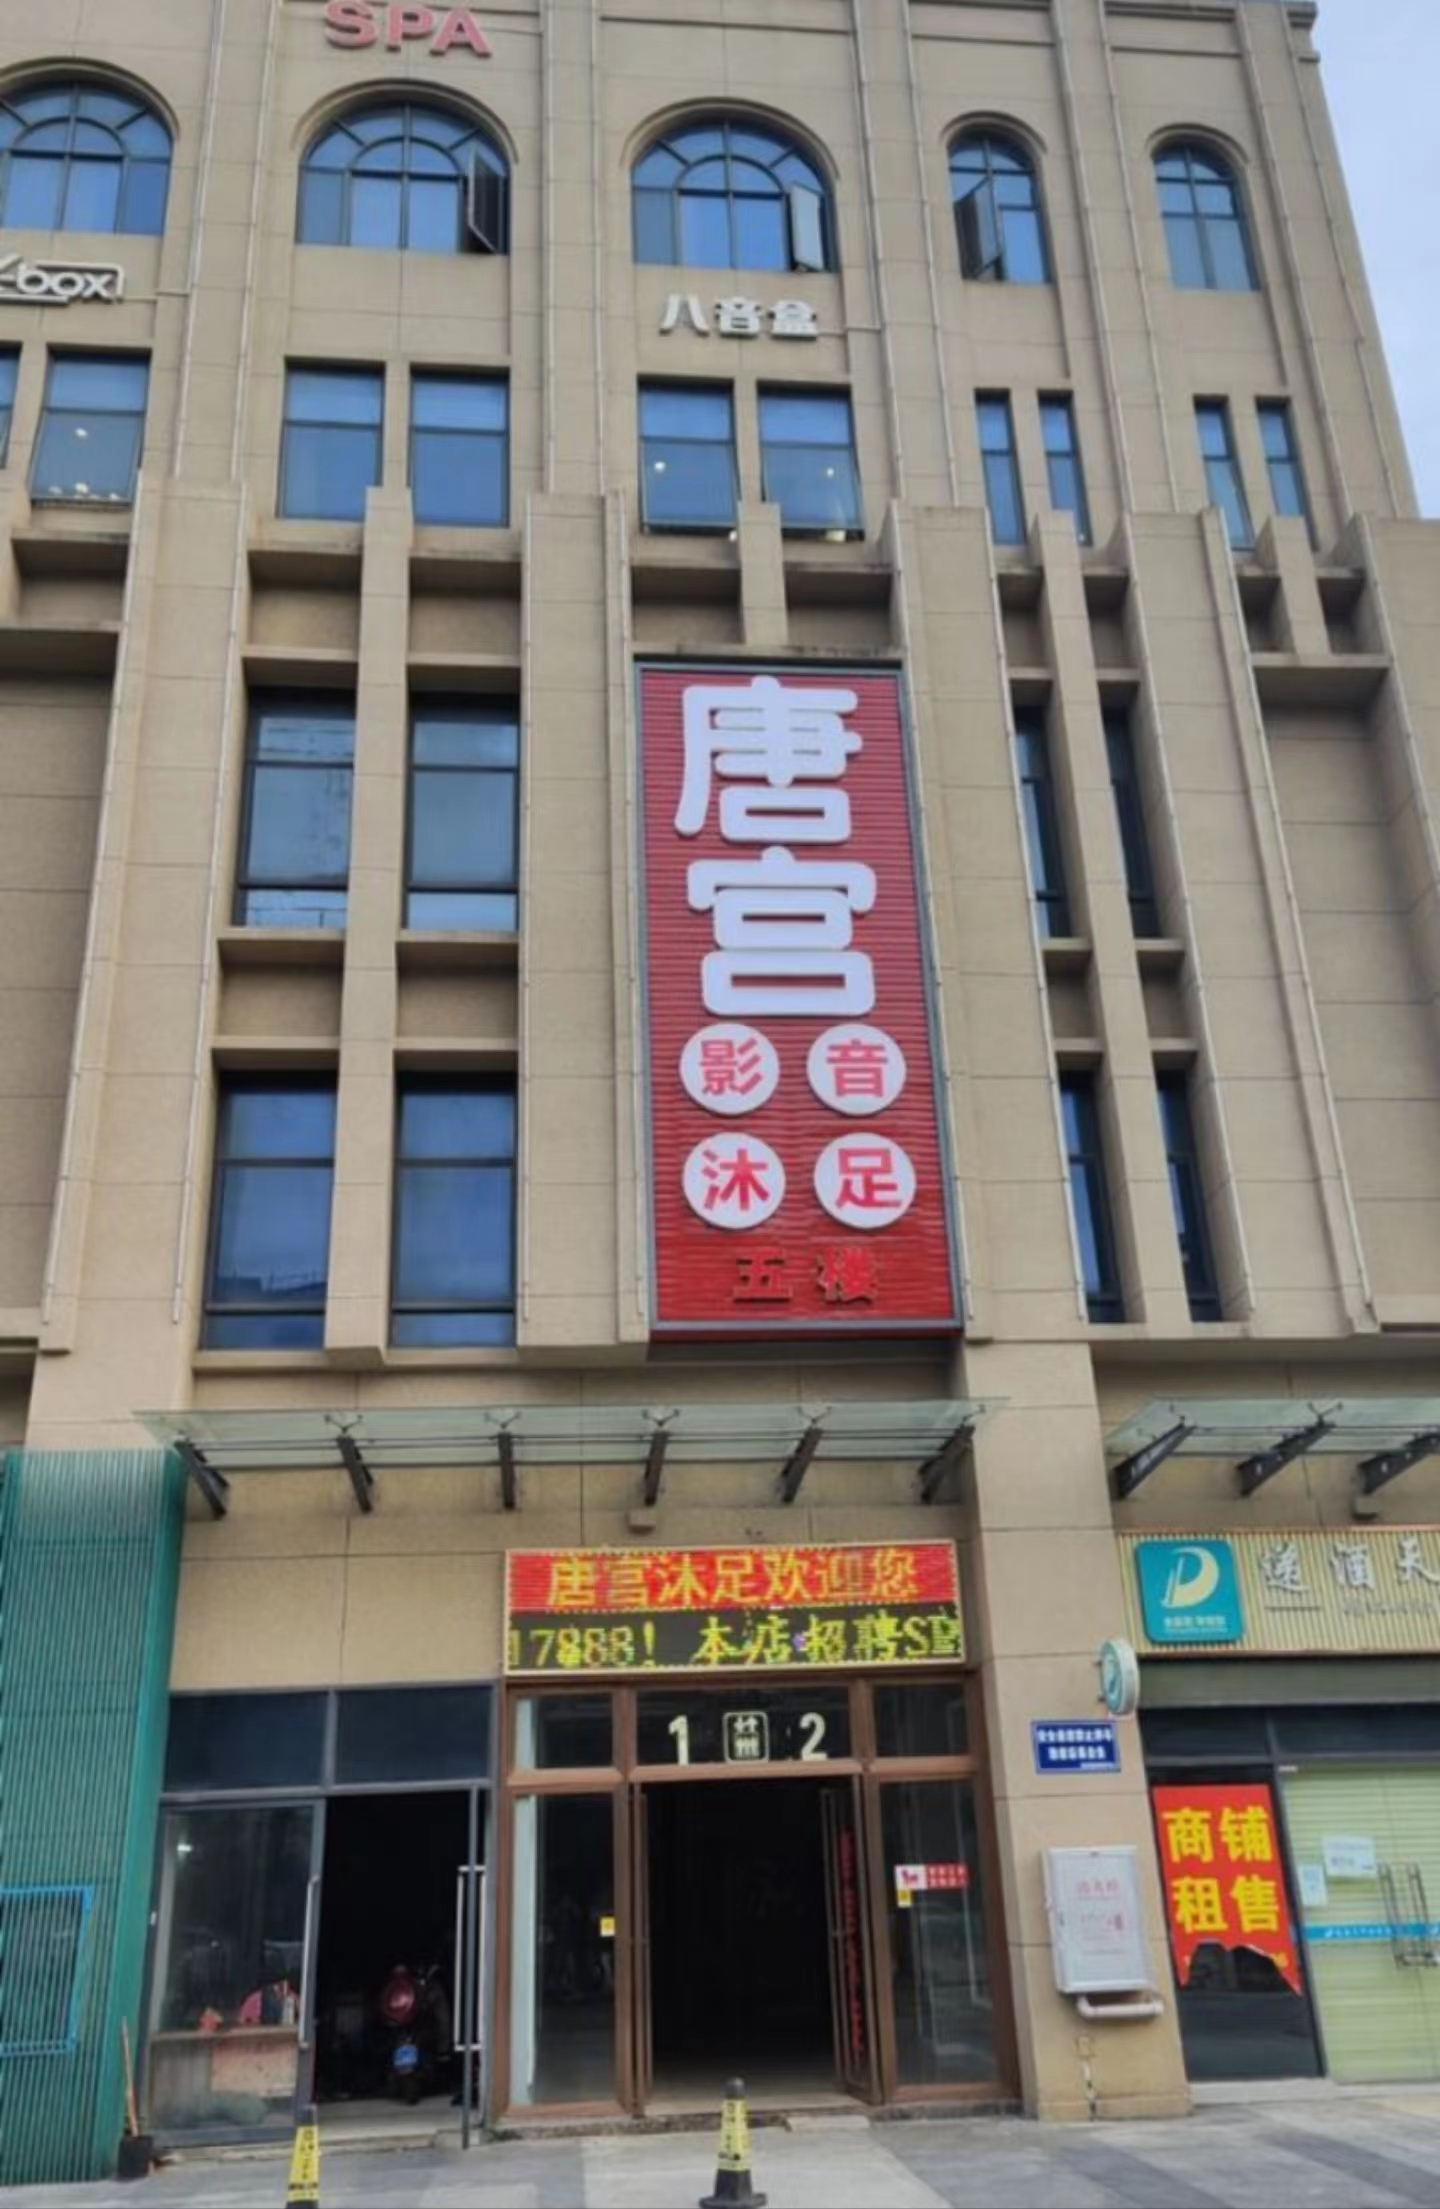 SPA
box
八音盒
唐宫
影音
沐足
五楼
唐宫沐足欢迎您
17888！本店招聘SP
1 2
商铺
租售